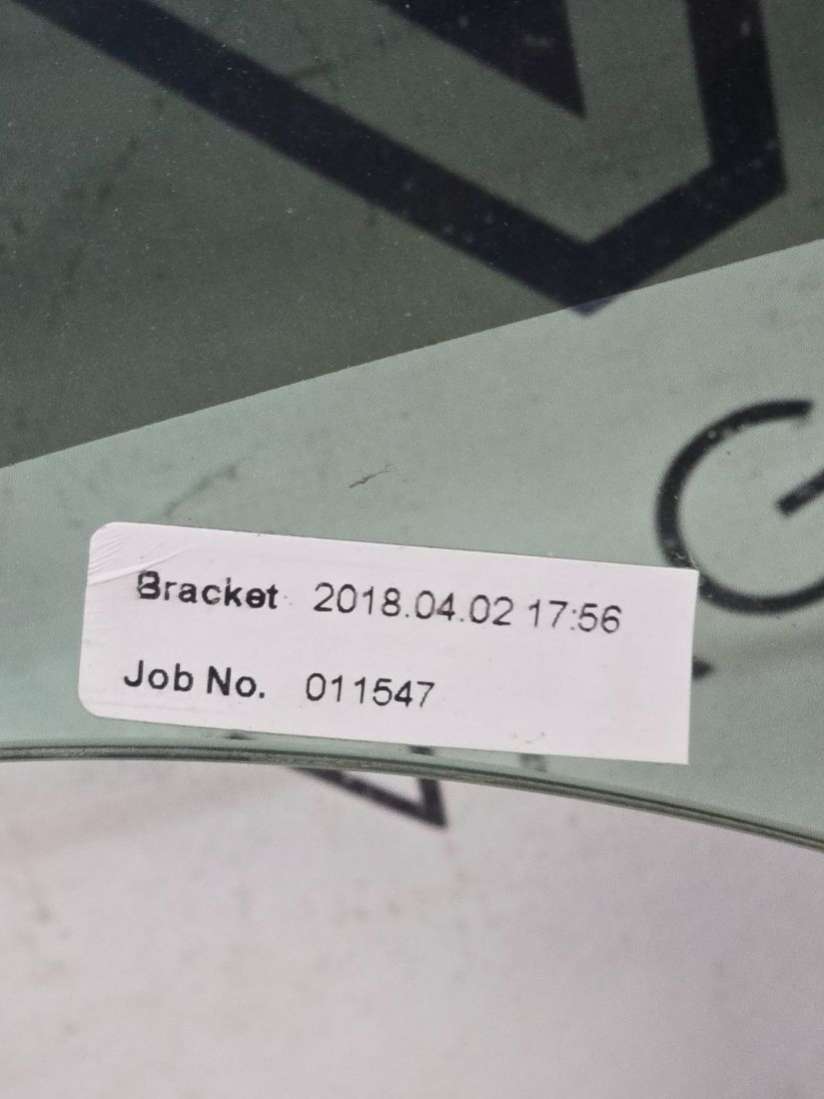 Bracket 2018.04.02 17:56
Job No. 011547
G